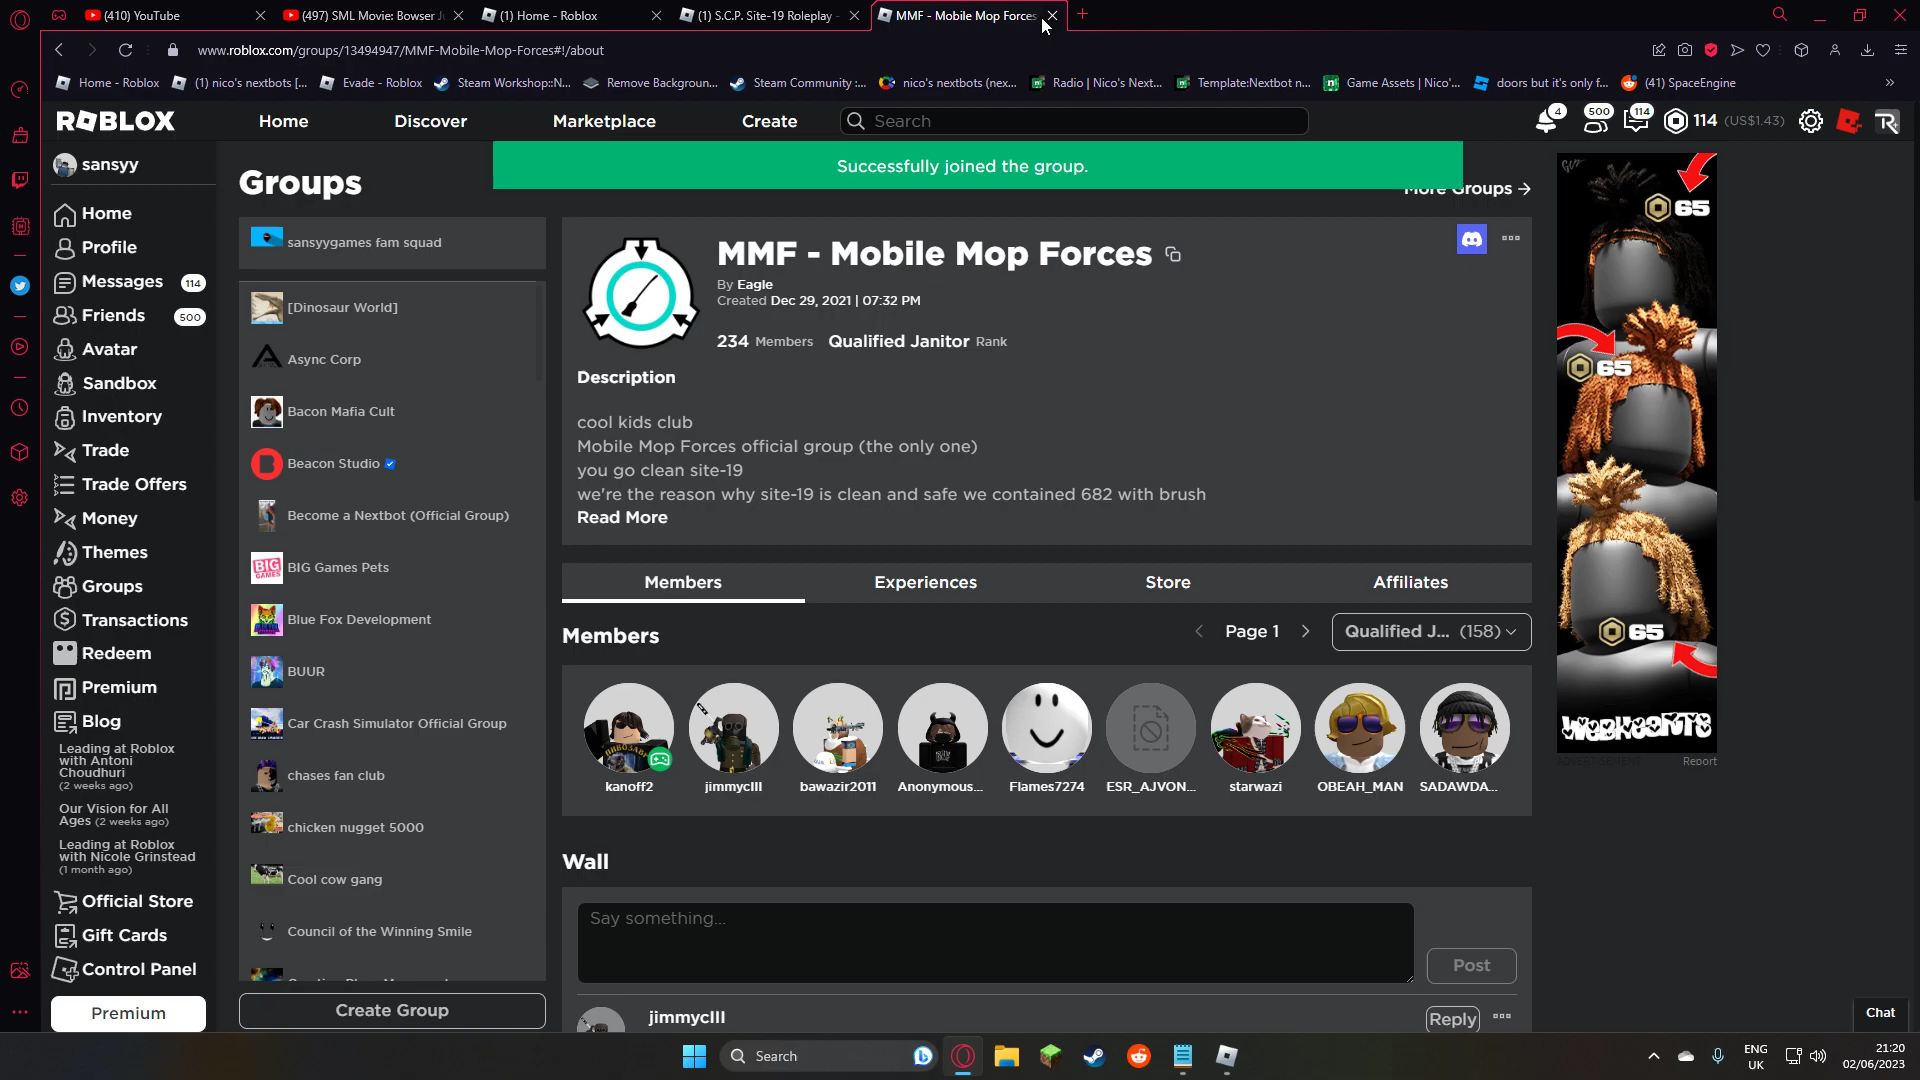 (410) YouTube
(497) SML Movie: Bowser Ju
(1) Home - Roblox
(1) S.C.P. Site-19 Roleplay -
MMF - Mobile Mop Forces
www.roblox.com/groups/13494947/MMF-Mobile-Mop-Forces#!/about
Home - Roblox
(1) nico's nextbots [...
Evade - Roblox
Steam Workshop::N...
Remove Backgroun...
Steam Community :...
nico's nextbots (nex...
Radio | Nico's Next...
Template:Nextbot n...
Game Assets | Nico'...
doors but it's only f...
(41) SpaceEngine
ROBLOX
Home
Discover
Marketplace
Create
Search
4
500
114
114 (US$1.43)
Successfully joined the group.
sansyy
Home
Profile
Messages 114
Friends 500
Avatar
Sandbox
Inventory
Trade
Trade Offers
Money
Themes
Groups
Transactions
Redeem
Premium
Blog
Leading at Roblox
with Antoni
Choudhuri
(2 weeks ago)
Our Vision for All
Ages (2 weeks ago)
Leading at Roblox
with Nicole Grinstead
(1 month ago)
Official Store
Gift Cards
Control Panel
Premium
Groups
More Groups →
sansyygames fam squad
[Dinosaur World]
Async Corp
Bacon Mafia Cult
Beacon Studio
Become a Nextbot (Official Group)
BIG Games Pets
Blue Fox Development
BUUR
Car Crash Simulator Official Group
chases fan club
chicken nugget 5000
Cool cow gang
Council of the Winning Smile
Create Group
MMF - Mobile Mop Forces
By Eagle
Created Dec 29, 2021 | 07:32 PM
234 Members Qualified Janitor Rank
Description
cool kids club
Mobile Mop Forces official group (the only one)
you go clean site-19
we're the reason why site-19 is clean and safe we contained 682 with brush
Read More
Members
Experiences
Store
Affiliates
Members
Page 1
Qualified J... (158)
kanoff2
jimmyclll
bawazir2011
Anonymous...
Flames7274
ESR_AJVON...
starwazi
OBEAH_MAN
SADAWDA...
Wall
Say something...
Post
jimmyclll
Reply
65
65
65
ADVERTISEMENT
Report
Chat
Search
ENG
UK
21:20
02/06/2023